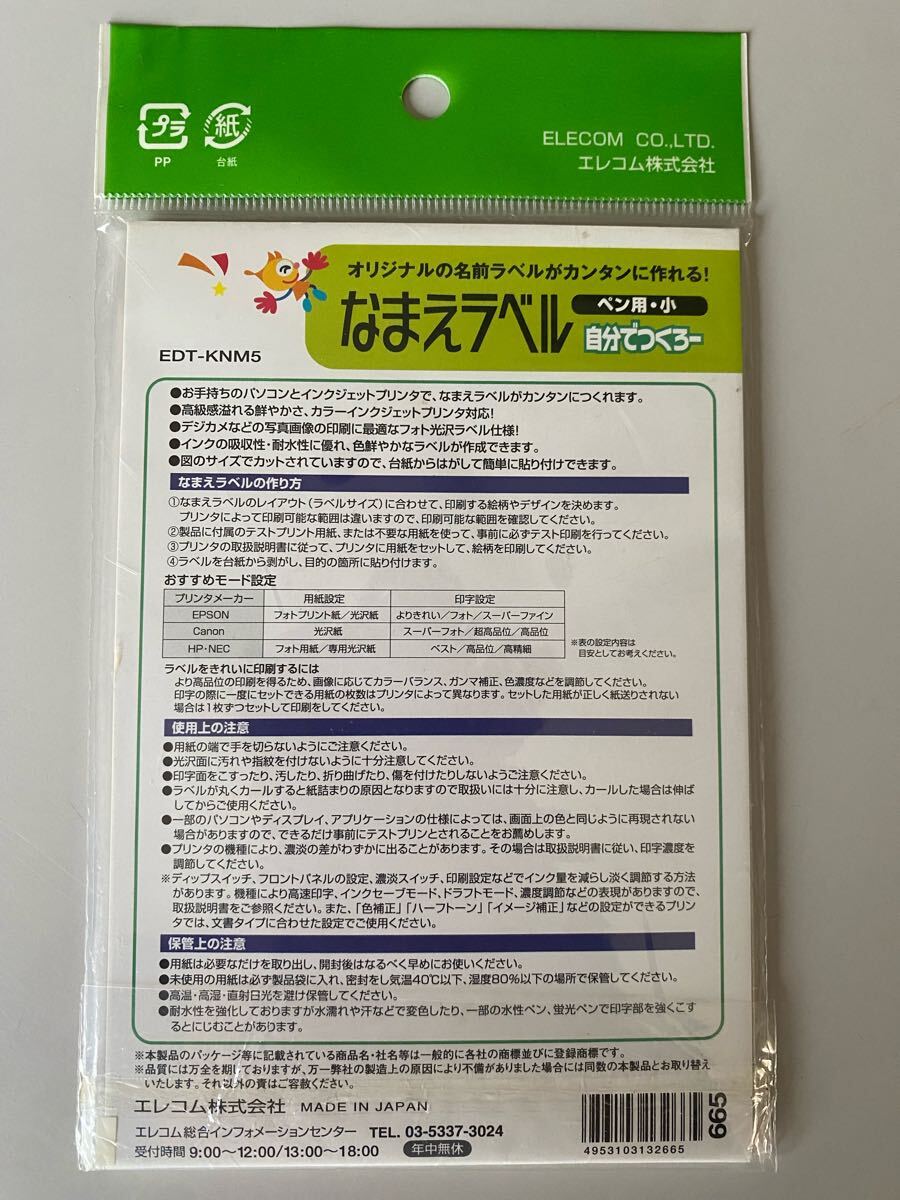 プラ
PP
紙
台紙
ELECOM CO.,LTD.
エレコム株式会社
オリジナルの名前ラベルがカンタンに作れる!
なまえラベル
ペン用・小
自分でつくろー
EDT-KNM5
●お手持ちのパソコンとインクジェットプリンタで、なまえラベルがカンタンにつくれます。
●高級感溢れる鮮やかさ、カラーインクジェットプリンタ対応!
●デジカメなどの写真画像の印刷に最適なフォト光沢ラベル仕様!
●インクの吸収性・耐水性に優れ、色鮮やかなラベルが作成できます。
●図のサイズでカットされていますので、台紙からはがして簡単に貼り付けできます。
なまえラベルの作り方
①なまえラベルのレイアウト(ラベルサイズ)に合わせて、印刷する絵柄やデザインを決めます。
プリンタによって印刷可能な範囲は違いますので、印刷可能な範囲を確認してください。
②製品に付属のテストプリント用紙、または不要な用紙を使って、事前に必ずテスト印刷を行ってください。
③プリンタの取扱説明書に従って、プリンタに用紙をセットして、絵柄を印刷してください。
④ラベルを台紙から剥がし、目的の箇所に貼り付けます。
おすすめモード設定
プリンタメーカー 用紙設定 印字設定
EPSON フォトプリント紙/光沢紙 よりきれい/フォト/スーパーファイン
Canon 光沢紙 スーパーフォト/超高品位/高品位
HP・NEC フォト用紙/専用光沢紙 ベスト/高品位/高精細
※表の設定内容は
目安としてお考えください。
ラベルをきれいに印刷するには
より高品位の印刷を得るため、画像に応じてカラーバランス、ガンマ補正、色濃度などを調節してください。
印字の際に一度にセットできる用紙の枚数はプリンタによって異なります。セットした用紙が正しく紙送りされない
場合は1枚ずつセットして印刷をしてください。
使用上の注意
●用紙の端で手を切らないようにご注意ください。
●光沢面に汚れや指紋を付けないように十分注意してください。
●印字面をこすったり、汚したり、折り曲げたり、傷を付けたりしないようご注意ください。
●ラベルが丸くカールすると紙詰まりの原因となりますので取扱いには十分に注意し、カールした場合は伸ば
してからご使用ください。
●一部のパソコンやディスプレイ、アプリケーションの仕様によっては、画面上の色と同じように再現されない
場合がありますので、できるだけ事前にテストプリンとされることをお薦めします。
●プリンタの機種により、濃淡の差がわずかに出ることがあります。その場合は取扱説明書に従い、印字濃度を
調節してください。
※ディップスイッチ、フロントパネルの設定、濃淡スイッチ、印刷設定などでインク量を減らし淡く調節する方法
があります。機種により高速印字、インクセーブモード、ドラフトモード、濃度調節などの表現がありますので、
取扱説明書をご参照ください。また、「色補正」「ハーフトーン」「イメージ補正」などの設定ができるプリン
タでは、文書タイプに合わせた設定でご使用ください。
保管上の注意
●用紙は必要なだけを取り出し、開封後はなるべく早めにお使いください。
●未使用の用紙は必ず製品袋に入れ、密封をし気温40℃以下、湿度80%以下の場所で保管してください。
●高温・高湿・直射日光を避け保管してください。
●耐水性を強化しておりますが水濡れや汗などで変色したり、一部の水性ペン、蛍光ペンで印字部を強くこす
るとにじむことがあります。
※本製品のパッケージ等に記載されている商品名・社名等は一般的に各社の商標並びに登録商標です。
※品質には万全を期しておりますが、万一弊社の製造上の原因により不備がありました場合には同数の本製品とお取り替え
いたします。それ以外の責はご容赦ください。
エレコム株式会社 MADE IN JAPAN
エレコム総合インフォメーションセンター TEL. 03-5337-3024
受付時間 9:00〜12:00/13:00〜18:00 年中無休
4953103132665
665